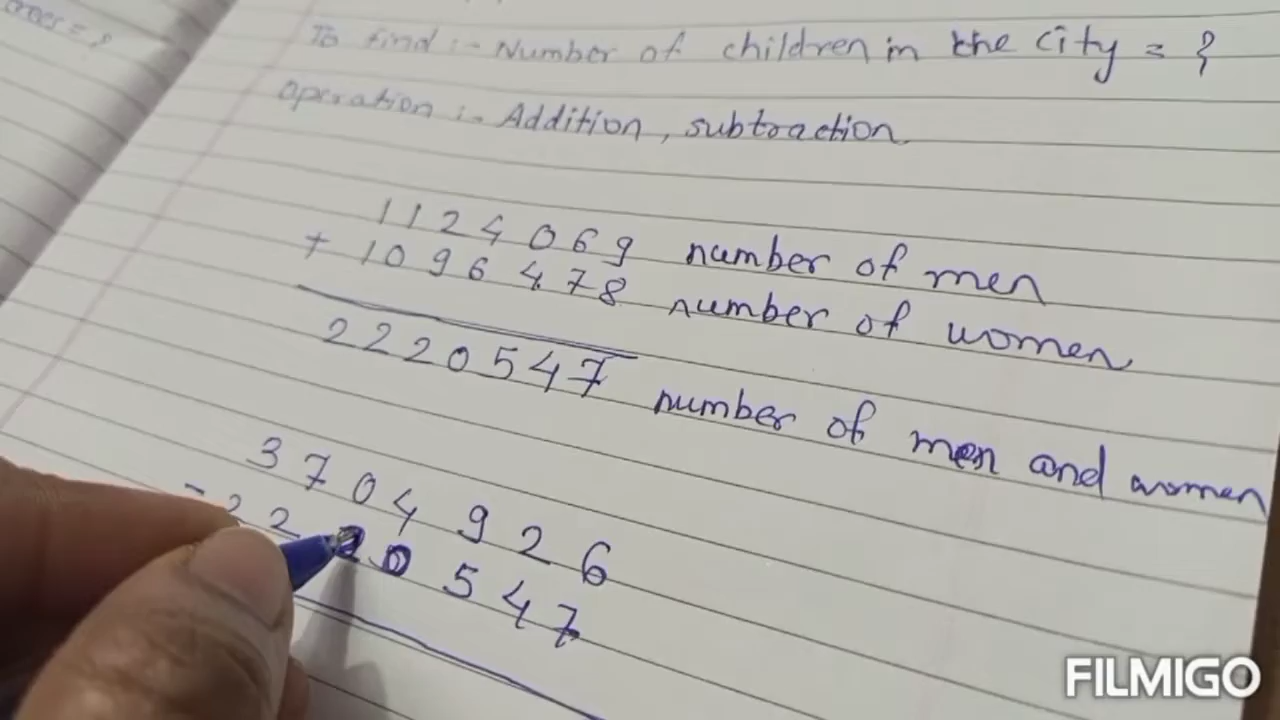 To find :- Number of children in the city = ?
Operation :- Addition, subtraction
1124069 number of men
+ 1096478 number of women
2220547 number of men and women
3704926
- 2220547
FILMIGO